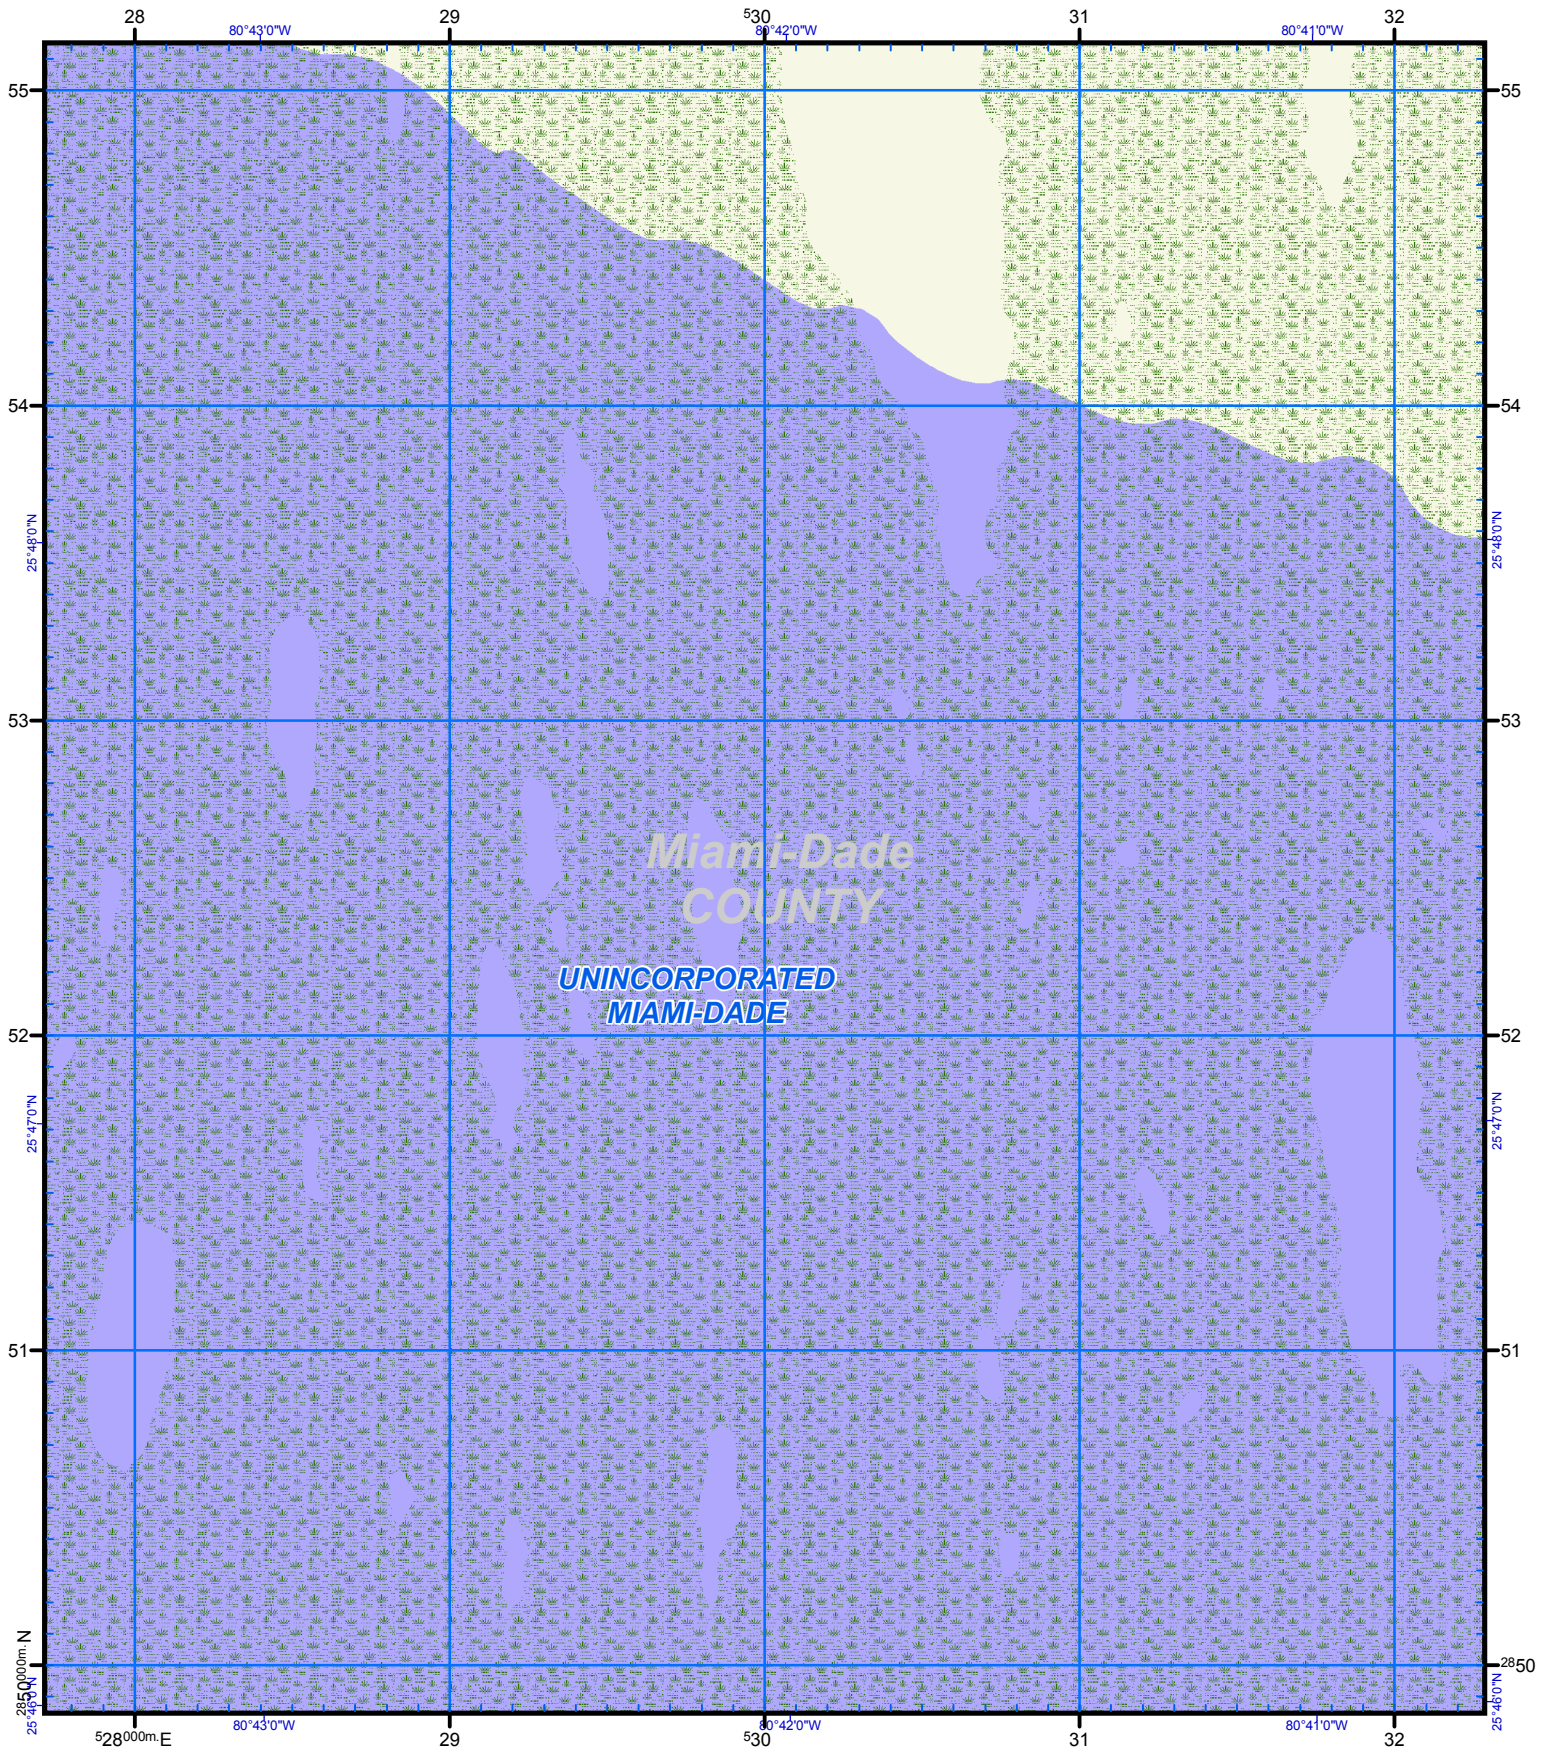 28 29 530 31 32
80°43'0"W 80°42'0"W 80°41'0"W
55 55
54 54
25°48'0"N 25°48'0"N
53 53
Miami-Dade
COUNTY
UNINCORPORATED
MIAMI-DADE
52 52
25°47'0"N 25°47'0"N
51 51
2850000m.N 2850
25°46'0"N 25°46'0"N
80°43'0"W 80°42'0"W 80°41'0"W
528000m.E 29 530 31 32